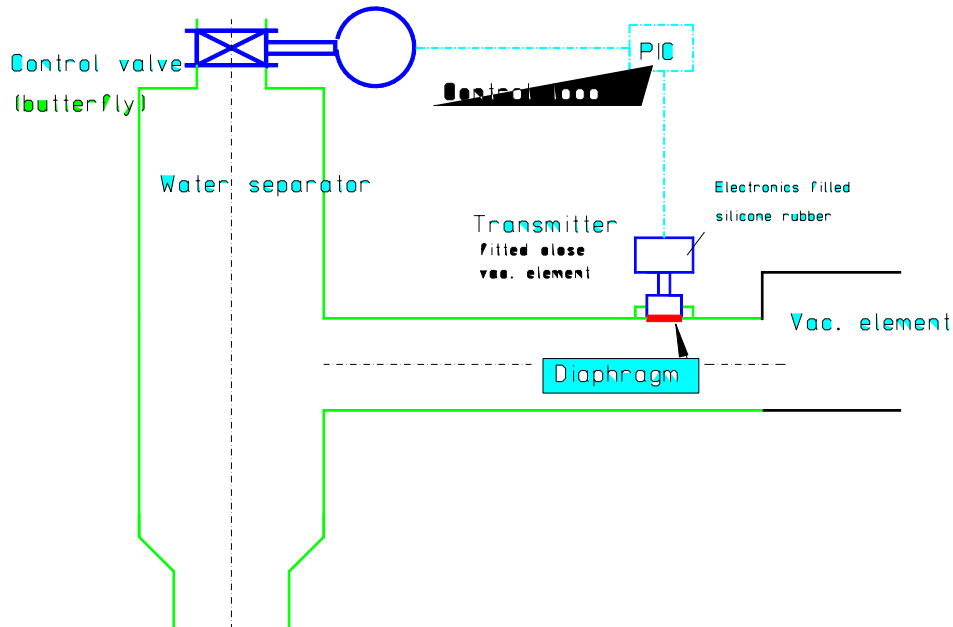 PIC
Control valve
(butterfly)
Control loop
Water separator
Electronics filled
silicone rubber
Transmitter
fitted close
vac. element
Vac. element
Diaphragm